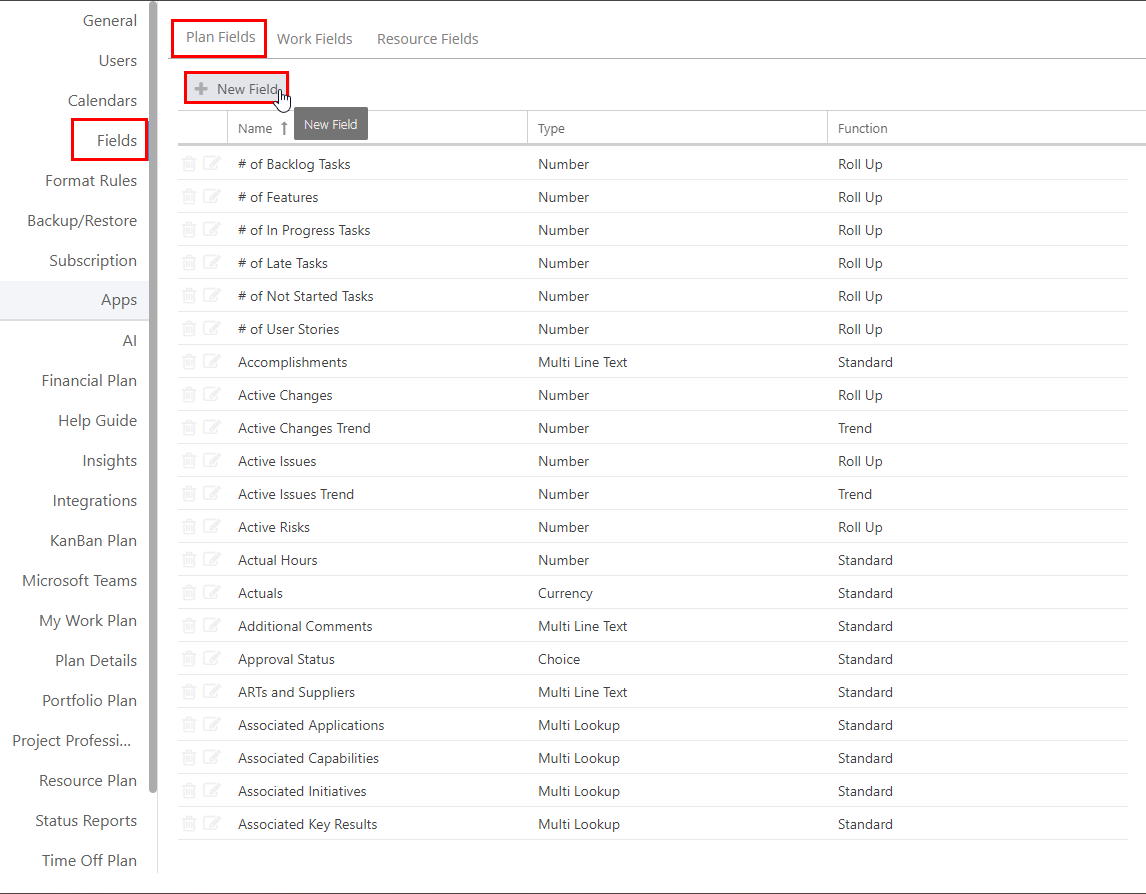 General
Users
Calendars
Fields
Format Rules
Backup/Restore
Subscription
Apps
AI
Financial Plan
Help Guide
Insights
Integrations
KanBan Plan
Microsoft Teams
My Work Plan
Plan Details
Portfolio Plan
Project Professi...
Resource Plan
Status Reports
Time Off Plan
Plan Fields Work Fields Resource Fields
New Field
New Field
Name Type Function
# of Backlog Tasks Number Roll Up
# of Features Number Roll Up
# of In Progress Tasks Number Roll Up
# of Late Tasks Number Roll Up
# of Not Started Tasks Number Roll Up
# of User Stories Number Roll Up
Accomplishments Multi Line Text Standard
Active Changes Number Roll Up
Active Changes Trend Number Trend
Active Issues Number Roll Up
Active Issues Trend Number Trend
Active Risks Number Roll Up
Actual Hours Number Standard
Actuals Currency Standard
Additional Comments Multi Line Text Standard
Approval Status Choice Standard
ARTs and Suppliers Multi Line Text Standard
Associated Applications Multi Lookup Standard
Associated Capabilities Multi Lookup Standard
Associated Initiatives Multi Lookup Standard
Associated Key Results Multi Lookup Standard